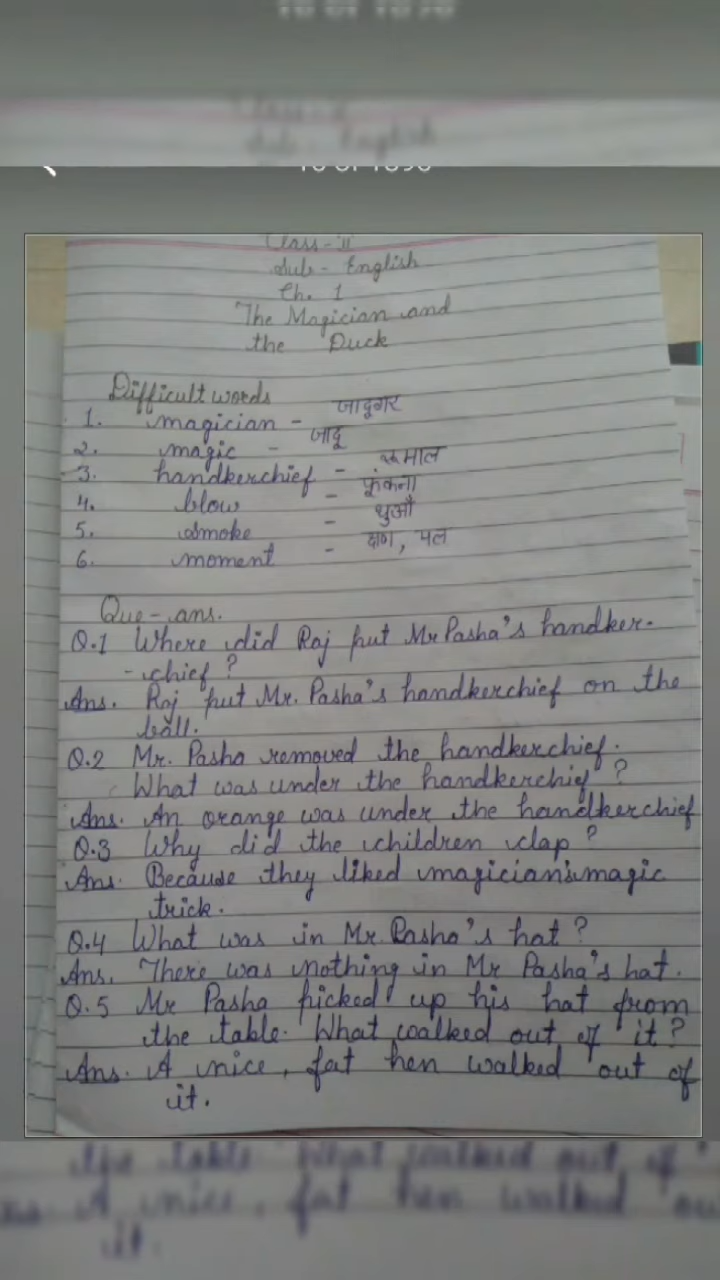 Class-II
Sub- English
Ch. 1
The Magician and
the Duck
Difficult words
1. magician - जादूगर
2. magic - जादू
3. handkerchief - रूमाल
4. blow - फूंकना
5. smoke - धुआँ
6. moment - क्षण, पल
Que-ans.
Q.1 Where did Raj put Mr Pasha's handker-
-chief?
Ans. Raj put Mr. Pasha's handkerchief on the
ball.
Q.2 Mr. Pasha removed the handkerchief.
What was under the handkerchief?
Ans. An orange was under the handkerchief
Q.3 Why did the children clap?
Ans. Because they liked magician's magic
trick.
Q.4 What was in Mr. Pasha's hat?
Ans. There was nothing in Mr Pasha's hat.
Q.5 Mr Pasha picked up his hat from
the table. What walked out of it?
Ans. A nice, fat hen walked out of
it.